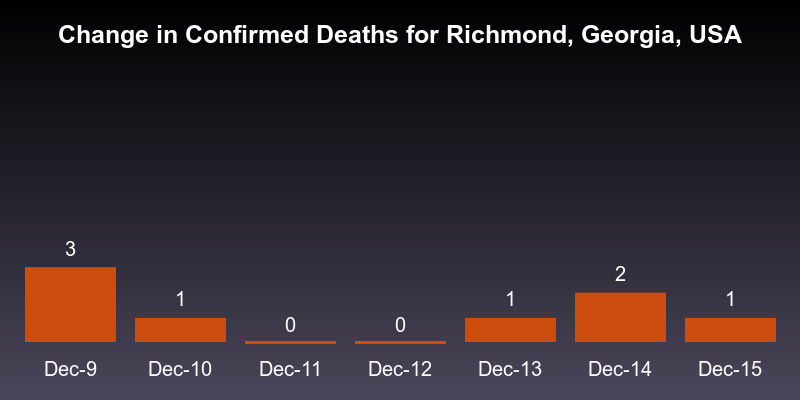 Change in Confirmed Deaths for Richmond, Georgia, USA
3
1
0
0
1
2
1
Dec-9
Dec-10
Dec-11
Dec-12
Dec-13
Dec-14
Dec-15